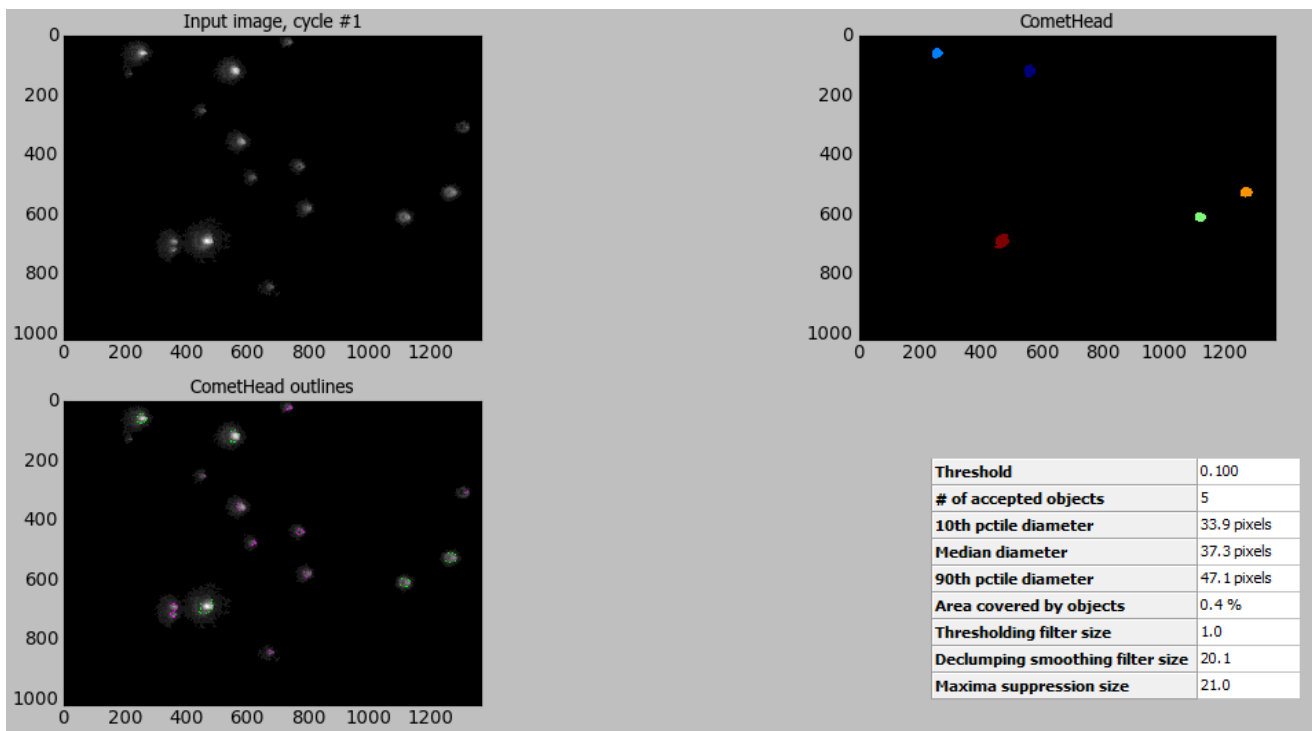 Input image, cycle #1
0
200
400
600
800
1000
0 200 400 600 800 1000 1200
CometHead
0
200
400
600
800
1000
0 200 400 600 800 1000 1200
CometHead outlines
0
200
400
600
800
1000
0 200 400 600 800 1000 1200
Threshold 0.100
# of accepted objects 5
10th pctile diameter 33.9 pixels
Median diameter 37.3 pixels
90th pctile diameter 47.1 pixels
Area covered by objects 0.4 %
Thresholding filter size 1.0
Declumping smoothing filter size 20.1
Maxima suppression size 21.0